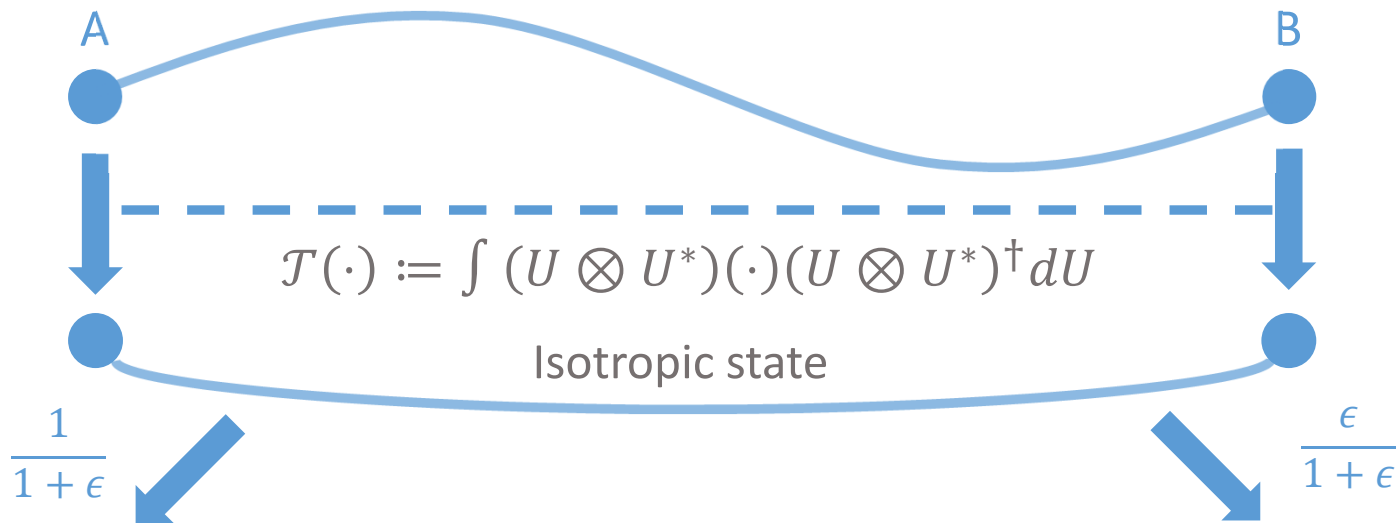 A B
𝒯(·) ≔ ∫ (U ⊗ U*)(·)(U ⊗ U*)†dU
Isotropic state
1/(1 + ϵ) ϵ/(1 + ϵ)